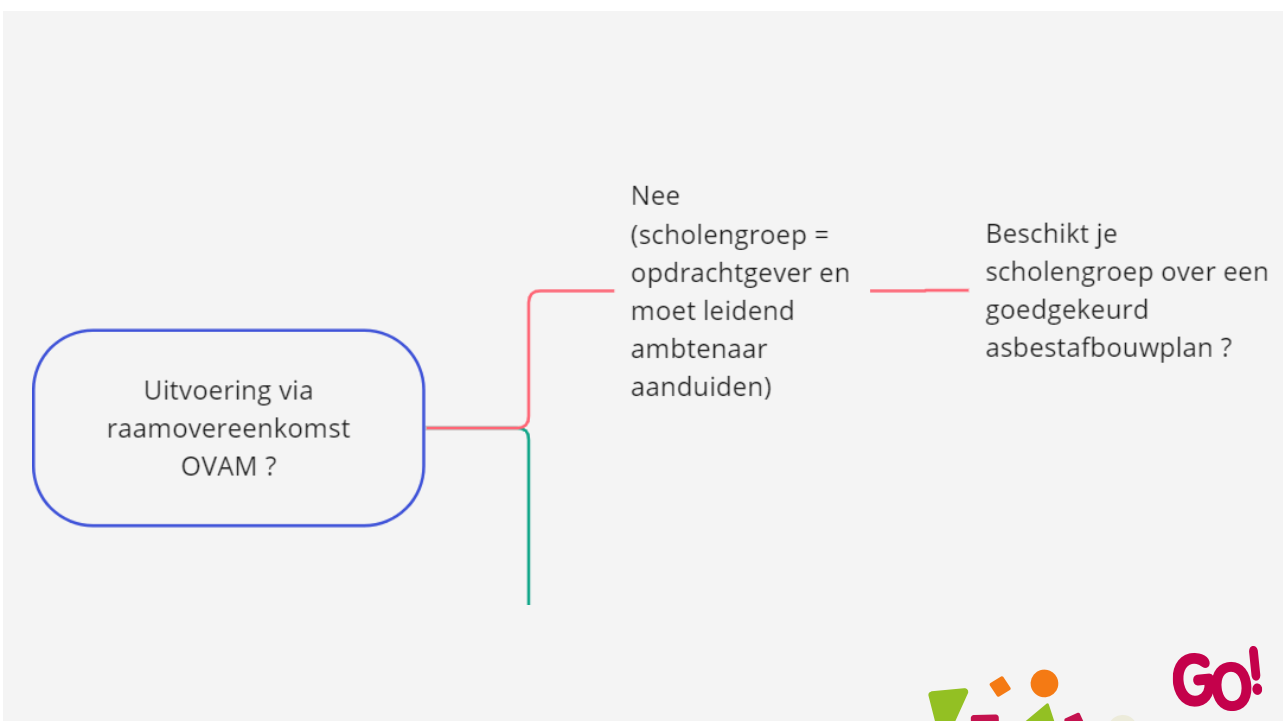 Nee
(scholengroep =
opdrachtgever en
moet leidend
ambtenaar
aanduiden)
Beschikt je
scholengroep over een
goedgekeurd
asbestafbouwplan ?
Uitvoering via
raamovereenkomst
OVAM ?
GO!